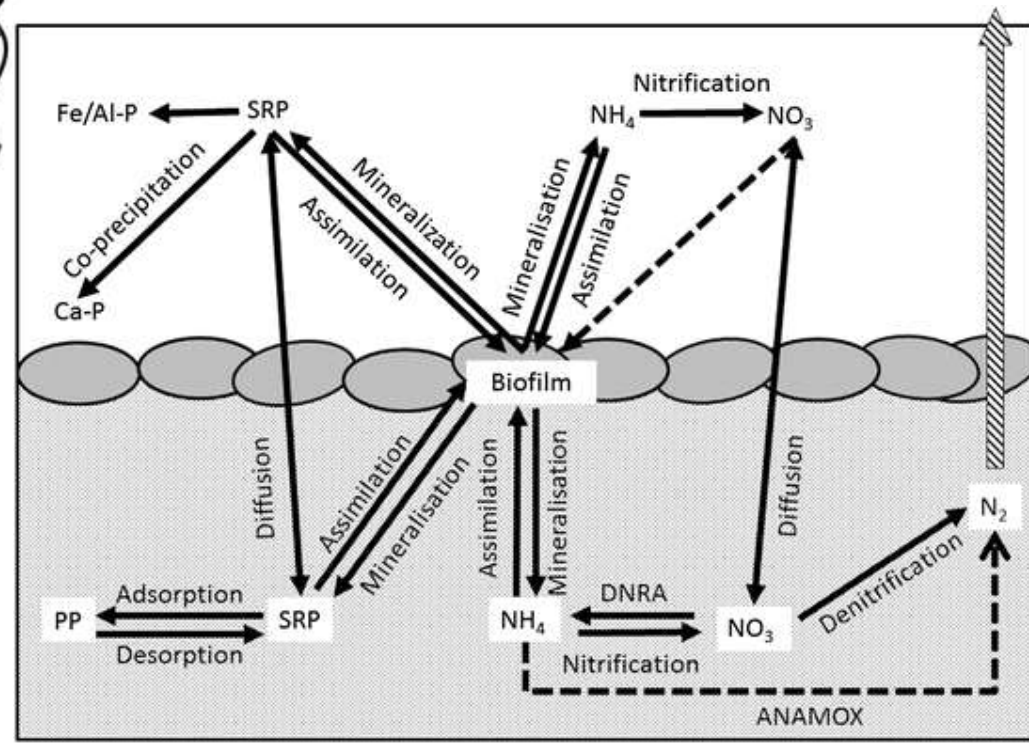 Nitrification
Fe/Al-P
SRP
NH₄
NO₃
Co-precipitation
Assimilation
Mineralization
Mineralisation
Assimilation
Ca-P
Biofilm
Diffusion
Assimilation
Mineralisation
Assimilation
Mineralisation
Diffusion
N₂
Adsorption
PP
SRP
Desorption
NH₄
DNRA
Nitrification
NO₃
Denitrification
ANAMOX